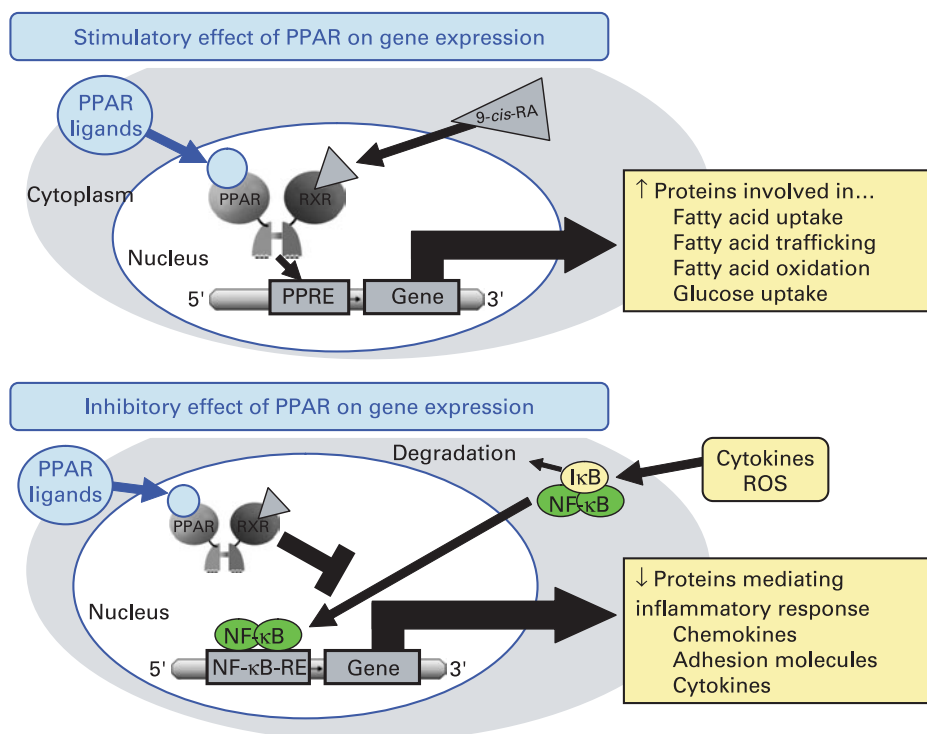 Stimulatory effect of PPAR on gene expression
PPAR
ligands
9-cis-RA
Cytoplasm
PPAR
RXR
Nucleus
5'
PPRE
Gene
3'
↑ Proteins involved in...
Fatty acid uptake
Fatty acid trafficking
Fatty acid oxidation
Glucose uptake
Inhibitory effect of PPAR on gene expression
PPAR
ligands
Degradation
IκB
NF-κB
Cytokines
ROS
PPAR
RXR
Nucleus
NF-κB
5'
NF-κB-RE
Gene
3'
↓ Proteins mediating
inflammatory response
Chemokines
Adhesion molecules
Cytokines